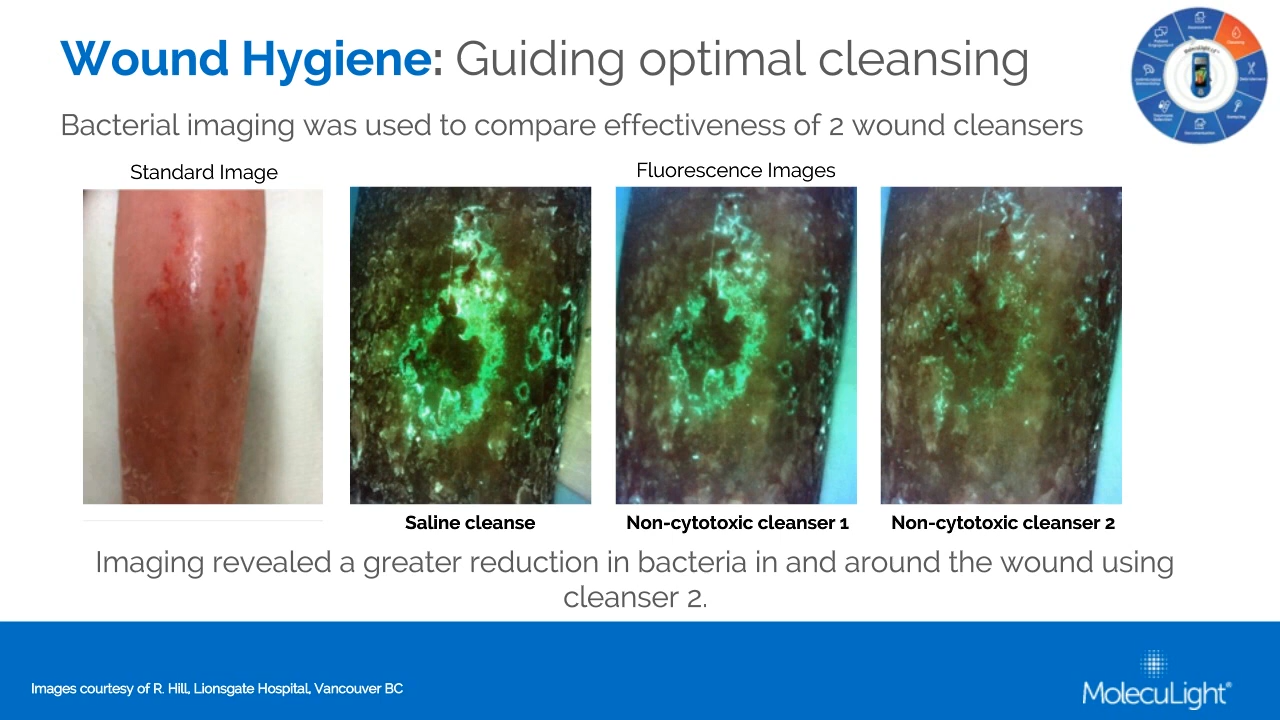 Wound Hygiene: Guiding optimal cleansing
Bacterial imaging was used to compare effectiveness of 2 wound cleansers
Standard Image
Fluorescence Images
Saline cleanse
Non-cytotoxic cleanser 1
Non-cytotoxic cleanser 2
Imaging revealed a greater reduction in bacteria in and around the wound using
cleanser 2.
Images courtesy of R. Hill, Lionsgate Hospital, Vancouver BC
MolecuLight®